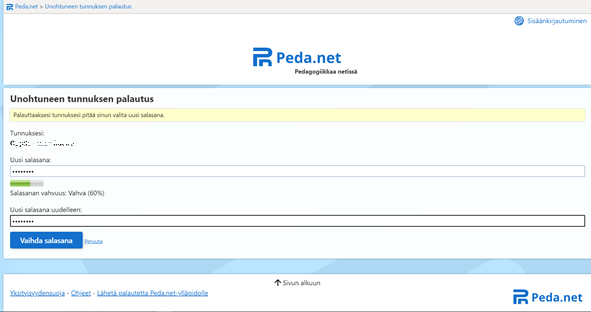 Peda.net » Unohtuneen tunnuksen palautus
Sisäänkirjautuminen
Peda.net
Pedagogiikkaa netissä
Unohtuneen tunnuksen palautus
Palauttaaksesi tunnuksesi pitää sinun valita uusi salasana.
Tunnuksesi:
Uusi salasana:
••••••••
Salasanan vahvuus: Vahva (60%)
Uusi salasana uudelleen:
••••••••
Vaihda salasana Peruuta
Sivun alkuun
Yksityisyydensuoja - Ohjeet - Lähetä palautetta Peda.net-ylläpidolle
Peda.net